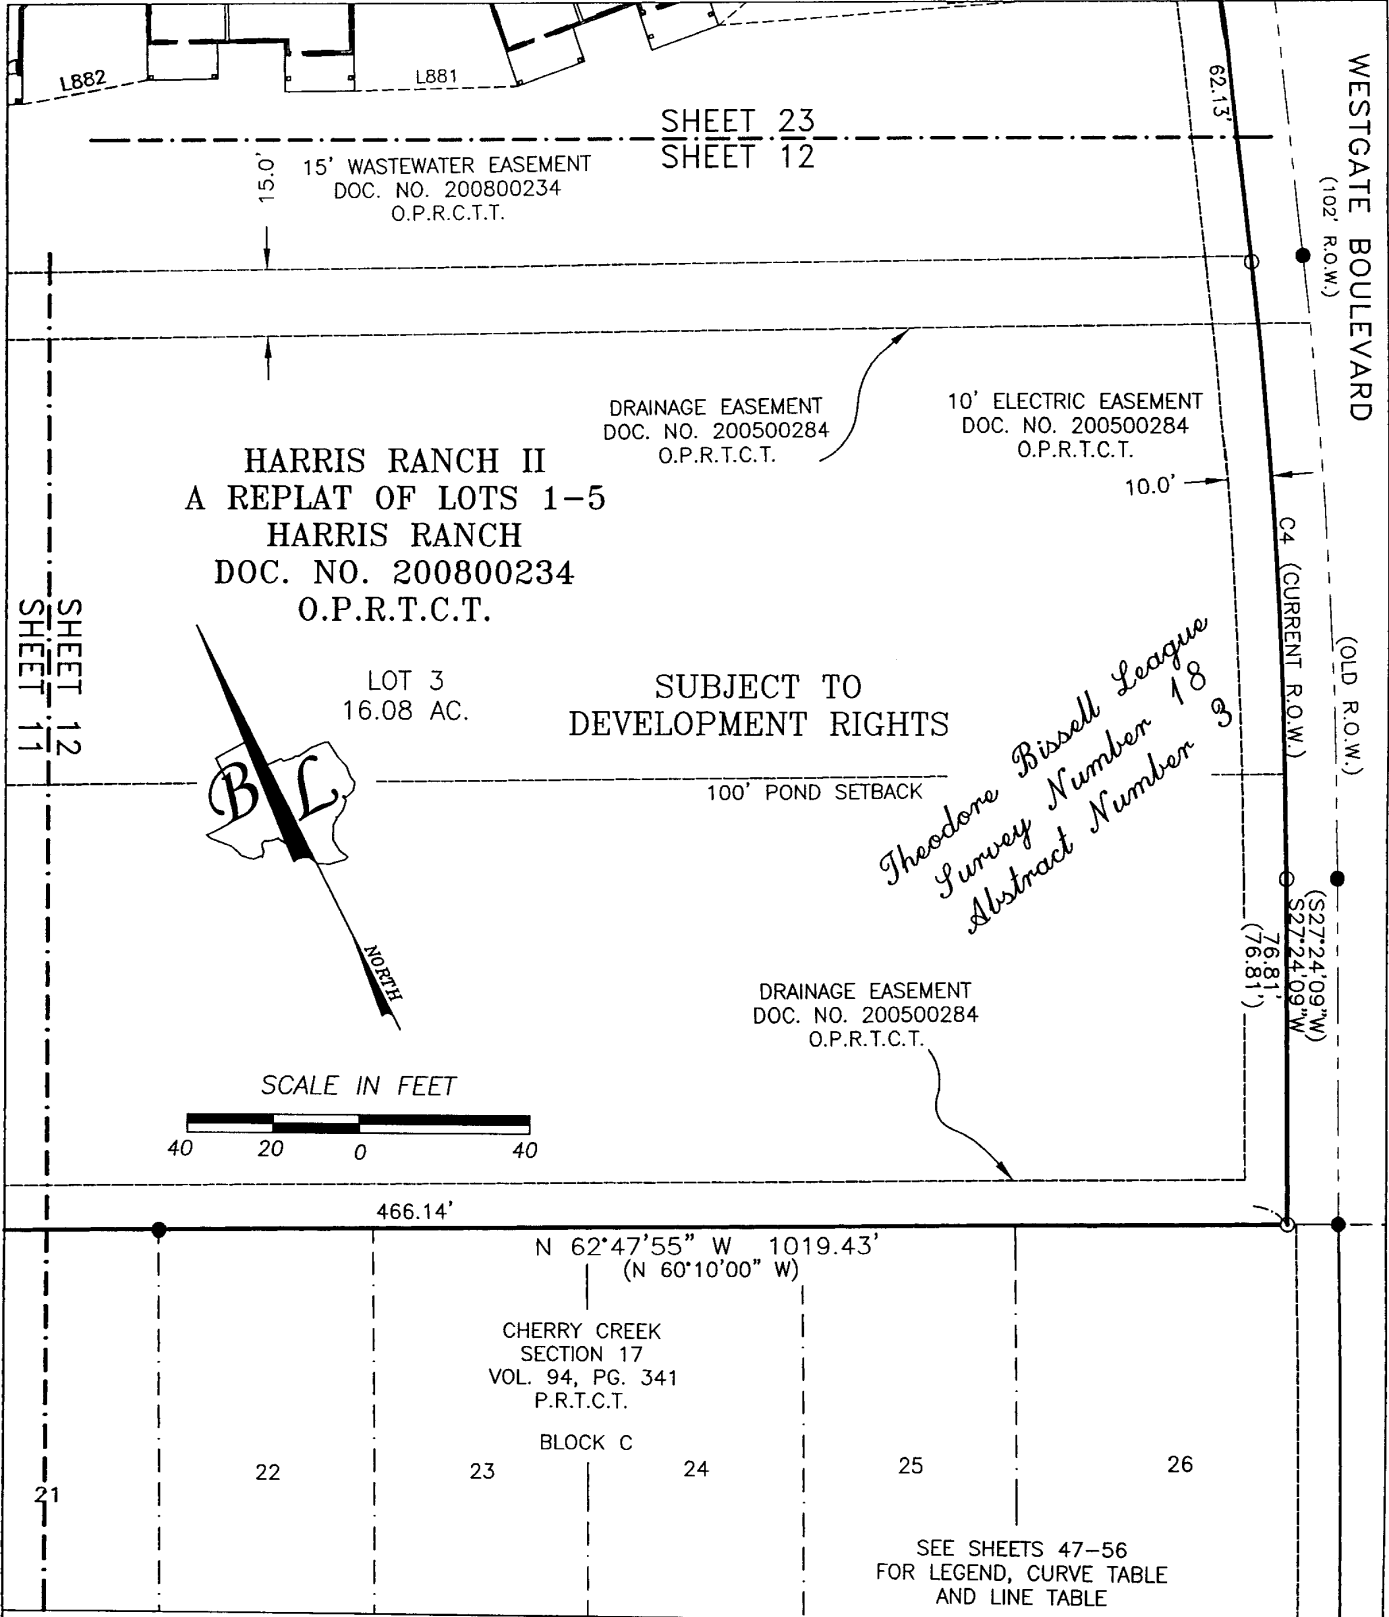 L882
L881
SHEET 23
SHEET 12
62.13'
WESTGATE BOULEVARD
(102' R.O.W.)
15.0'
15' WASTEWATER EASEMENT
DOC. NO. 200800234
O.P.R.C.T.T.
DRAINAGE EASEMENT
DOC. NO. 200500284
O.P.R.T.C.T.
10' ELECTRIC EASEMENT
DOC. NO. 200500284
O.P.R.T.C.T.
10.0'
HARRIS RANCH II
A REPLAT OF LOTS 1-5
HARRIS RANCH
DOC. NO. 200800234
O.P.R.T.C.T.
C4 (CURRENT R.O.W.)
(OLD R.O.W.)
SHEET 12
SHEET 11
LOT 3
16.08 AC.
SUBJECT TO
DEVELOPMENT RIGHTS
Theodore Bissell League
Survey Number 18
Abstract Number 3
100' POND SETBACK
B L
NORTH
(S27°24'09"W)
S27°24'09"W
76.81'
(76.81')
DRAINAGE EASEMENT
DOC. NO. 200500284
O.P.R.T.C.T.
SCALE IN FEET
40 20 0 40
466.14'
N 62°47'55" W 1019.43'
(N 60°10'00" W)
CHERRY CREEK
SECTION 17
VOL. 94, PG. 341
P.R.T.C.T.
BLOCK C
21
22
23
24
25
26
SEE SHEETS 47-56
FOR LEGEND, CURVE TABLE
AND LINE TABLE